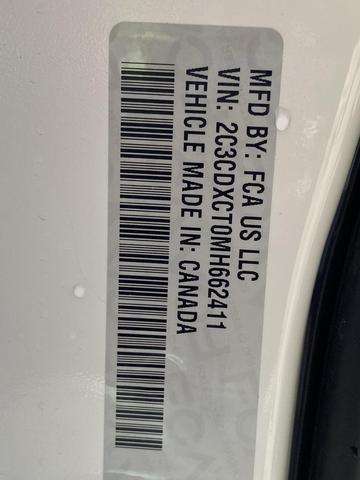 MFD BY: FCA US LLC
VIN: 2C3CDXCT0MH662411
VEHICLE MADE IN: CANADA